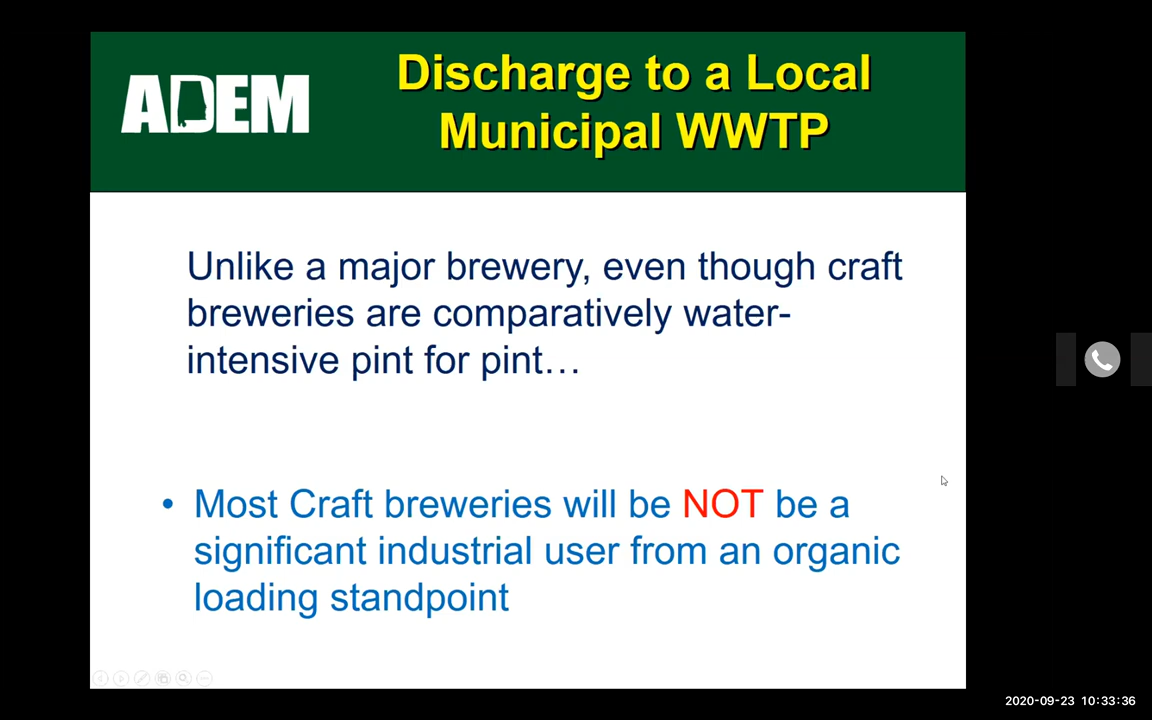 ADEM
Discharge to a Local
Municipal WWTP
Unlike a major brewery, even though craft
breweries are comparatively water-
intensive pint for pint…
• Most Craft breweries will be NOT be a
significant industrial user from an organic
loading standpoint
2020-09-23 10:33:36